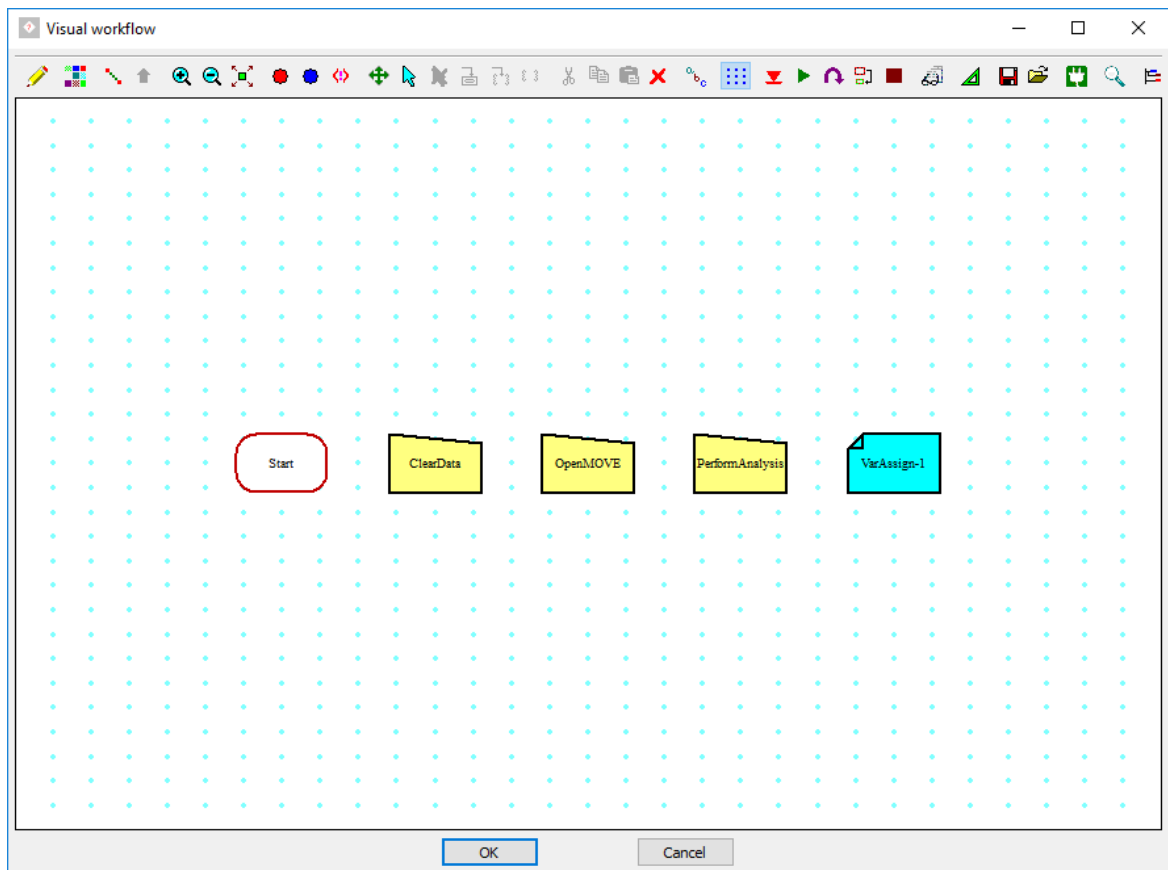 Visual workflow
Start
ClearData
OpenMOVE
PerformAnalysis
VarAssign-1
OK
Cancel